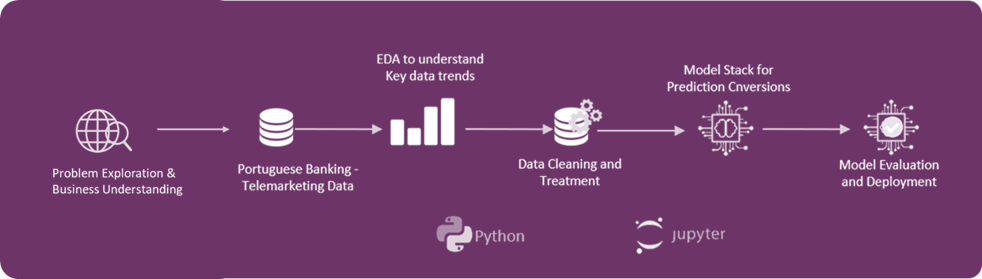 EDA to understand
Key data trends
Model Stack for
Prediction Cnversions
Problem Exploration &
Business Understanding
Portuguese Banking -
Telemarketing Data
Data Cleaning and
Treatment
Model Evaluation
and Deployment
Python
jupyter